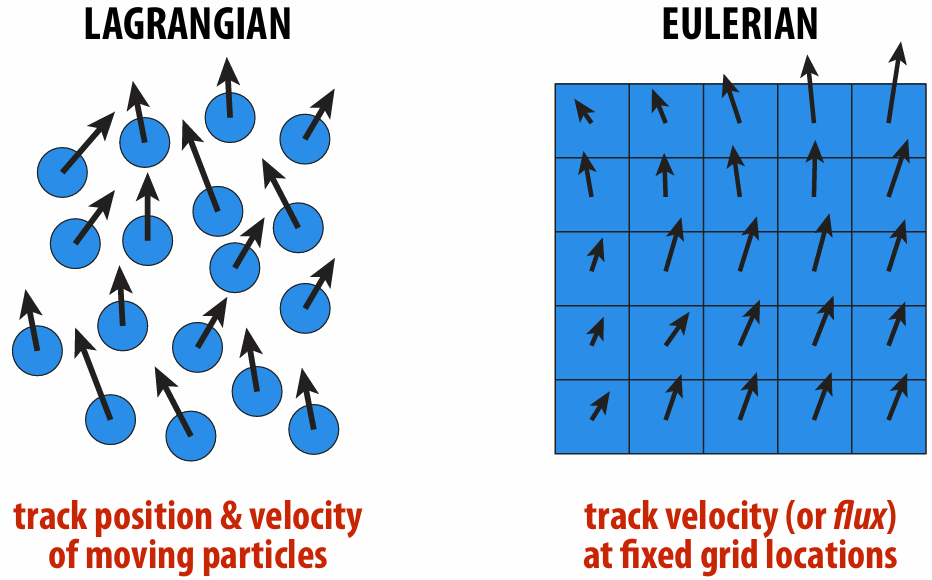 LAGRANGIAN
track position & velocity
of moving particles
EULERIAN
track velocity (or flux)
at fixed grid locations